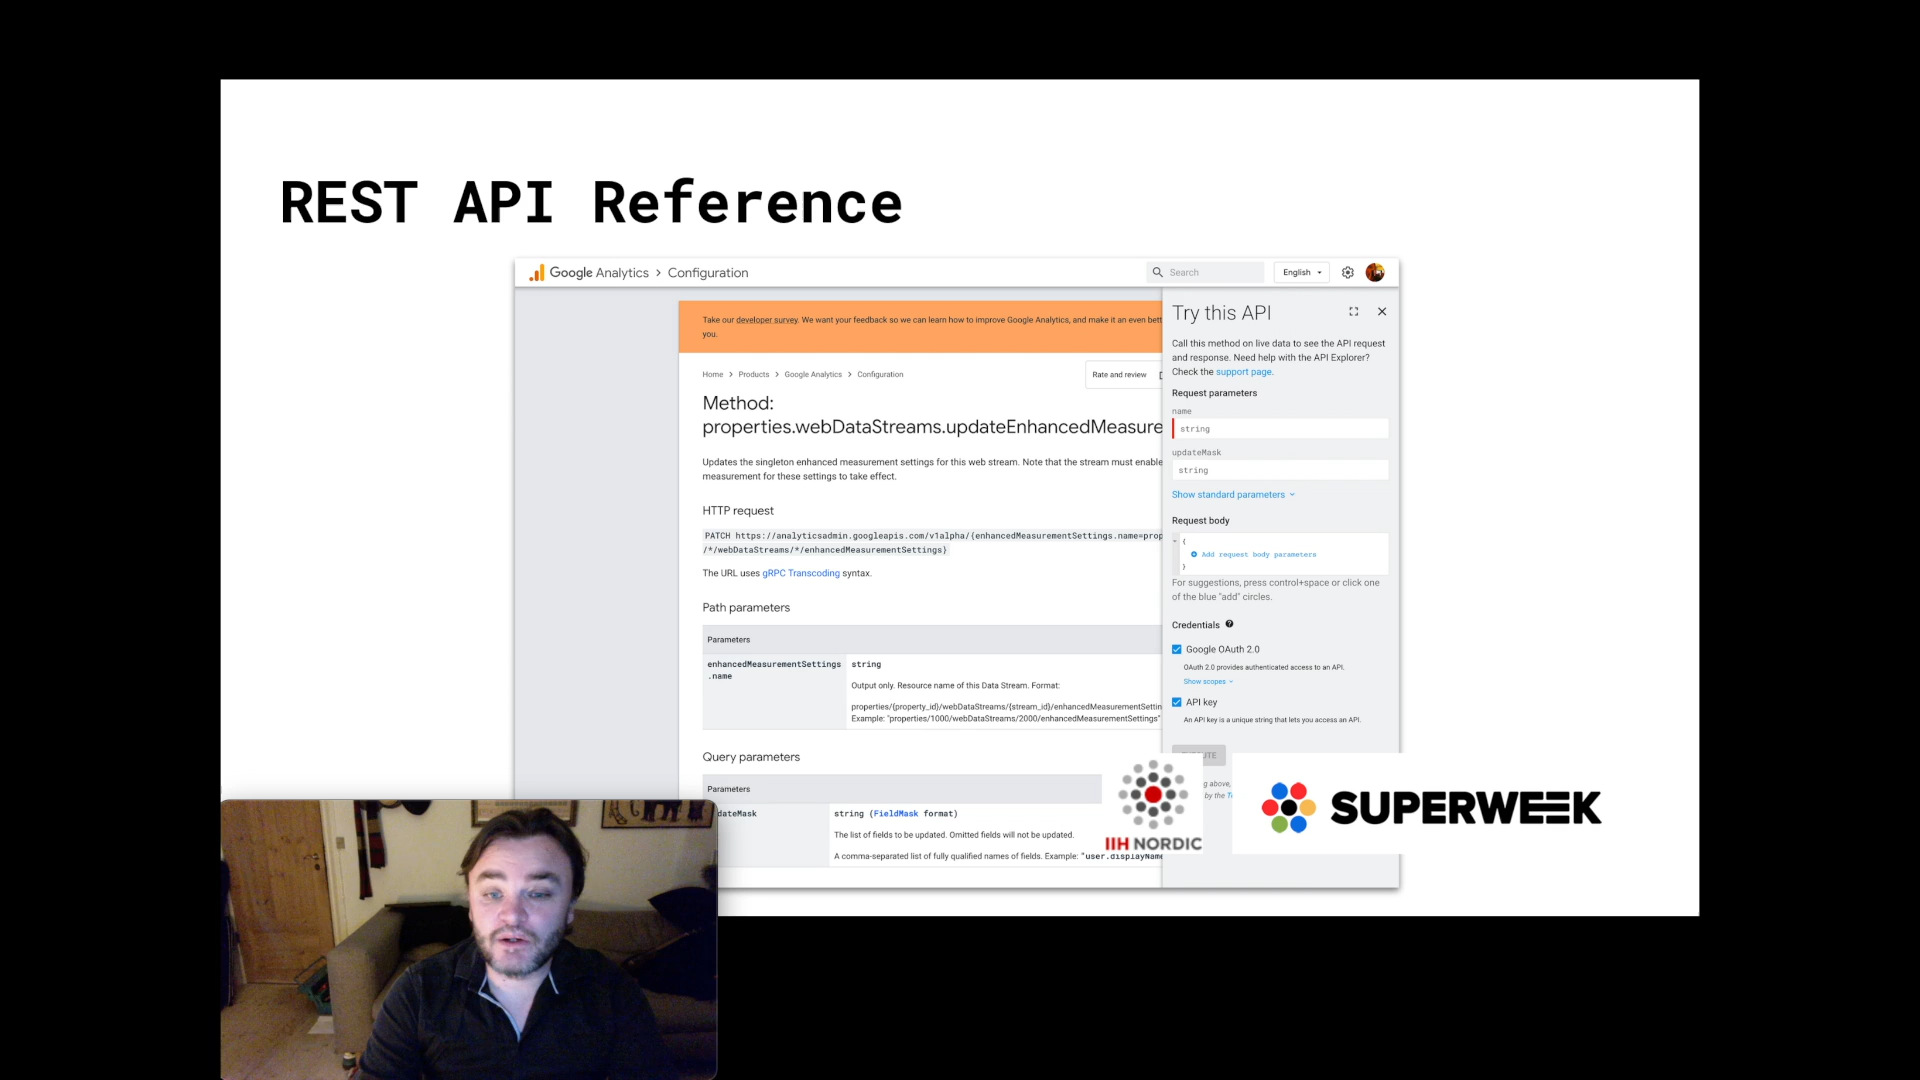 REST API Reference
Google Analytics > Configuration
Search
English
Take our developer survey. We want your feedback so we can learn how to improve Google Analytics, and make it an even
you.
Home > Products > Google Analytics > Configuration
Rate and review
Method:
properties.webDataStreams.updateEnhancedMeasure
Updates the singleton enhanced measurement settings for this web stream. Note that the stream must enable
measurement for these settings to take effect.
HTTP request
PATCH https://analyticsadmin.googleapis.com/v1alpha/{enhancedMeasurementSettings.name=prop
/*/webDataStreams/*/enhancedMeasurementSettings}
The URL uses gRPC Transcoding syntax.
Path parameters
Parameters
enhancedMeasurementSettings
.name
string
Output only. Resource name of this Data Stream. Format:
properties/{property_id}/webDataStreams/{stream_id}/enhancedMeasurementSettin
Example: "properties/1000/webDataStreams/2000/enhancedMeasurementSettings"
Query parameters
Parameters
dateMask
string (FieldMask format)
The list of fields to be updated. Omitted fields will not be updated.
A comma-separated list of fully qualified names of fields. Example: "user.displayName
Try this API
Call this method on live data to see the API request
and response. Need help with the API Explorer?
Check the support page.
Request parameters
name
string
updateMask
string
Show standard parameters
Request body
{
Add request body parameters
}
For suggestions, press control+space or click one
of the blue "add" circles.
Credentials
Google OAuth 2.0
OAuth 2.0 provides authenticated access to an API.
Show scopes
API key
An API key is a unique string that lets you access an API.
g above,
by the
IIH NORDIC
SUPERWEEK